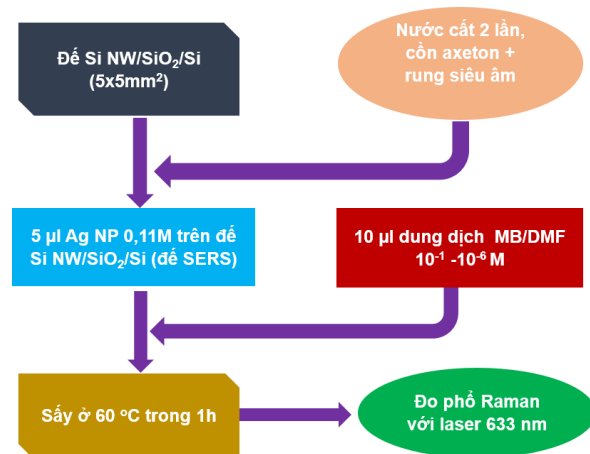 Đế Si NW/SiO₂/Si
(5x5mm²)
Nước cất 2 lần,
cồn axeton +
rung siêu âm
5 µl Ag NP 0,11M trên đế
Si NW/SiO₂/Si (đế SERS)
10 µl dung dịch MB/DMF
10⁻¹ -10⁻⁶ M
Sấy ở 60 ᵒC trong 1h
Đo phổ Raman
với laser 633 nm